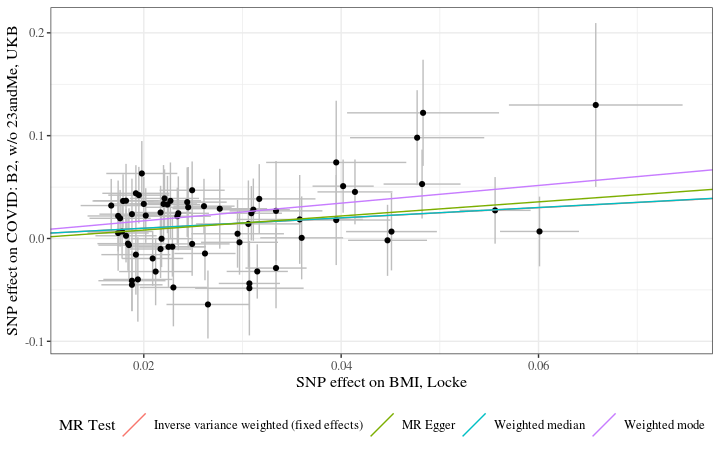 SNP effect on COVID: B2, w/o 23andMe, UKB
0.2
0.1
0.0
-0.1
0.02 0.04 0.06
SNP effect on BMI, Locke
MR Test Inverse variance weighted (fixed effects) MR Egger Weighted median Weighted mode